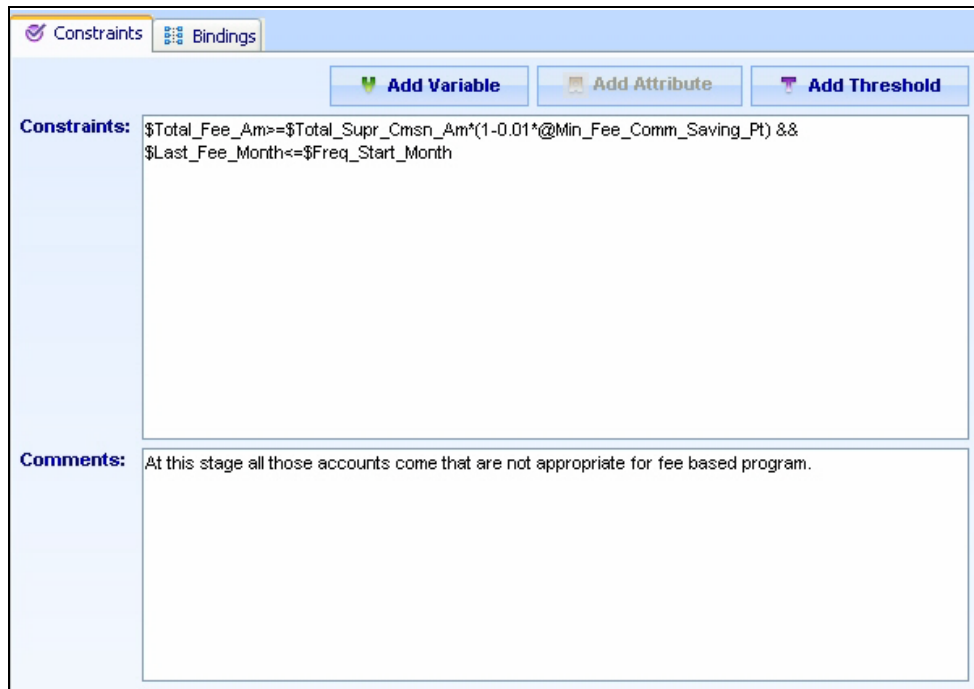 Constraints Bindings
Add Variable Add Attribute Add Threshold
Constraints: $Total_Fee_Am>=$Total_Supr_Cmsn_Am*(1-0.01*@Min_Fee_Comm_Saving_Pt) &&
$Last_Fee_Month<=$Freq_Start_Month
Comments: At this stage all those accounts come that are not appropriate for fee based program.